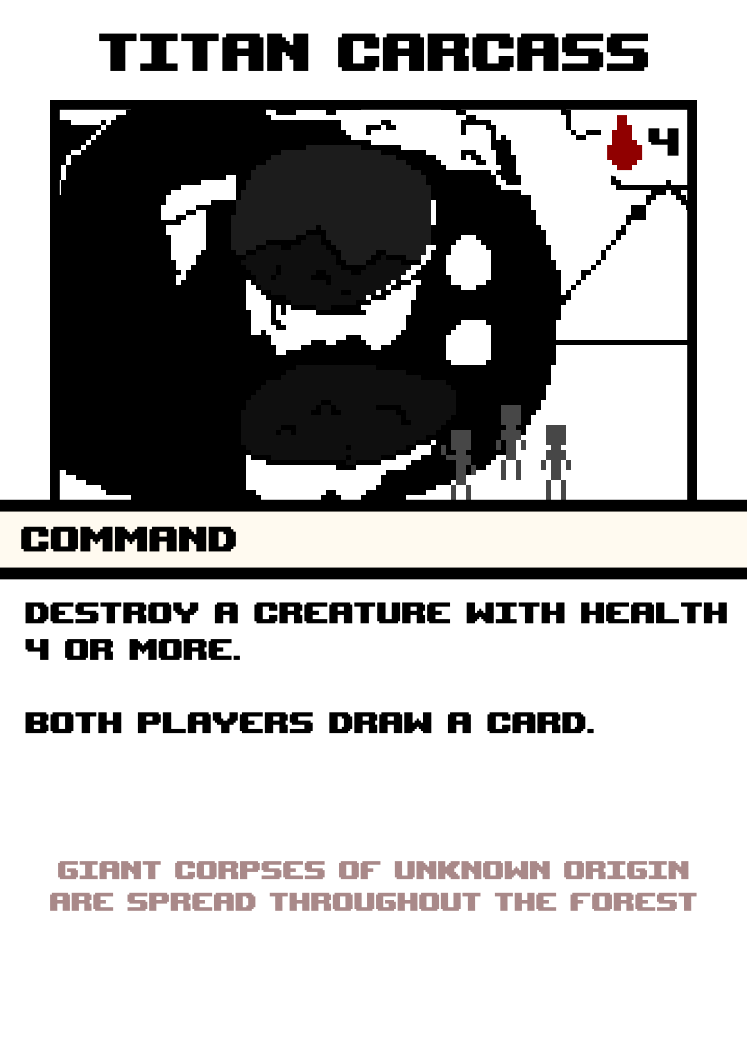 TITAN CARCASS
4
COMMAND
DESTROY A CREATURE WITH HEALTH
4 OR MORE.
BOTH PLAYERS DRAW A CARD.
GIANT CORPSES OF UNKNOWN ORIGIN
ARE SPREAD THROUGHOUT THE FOREST